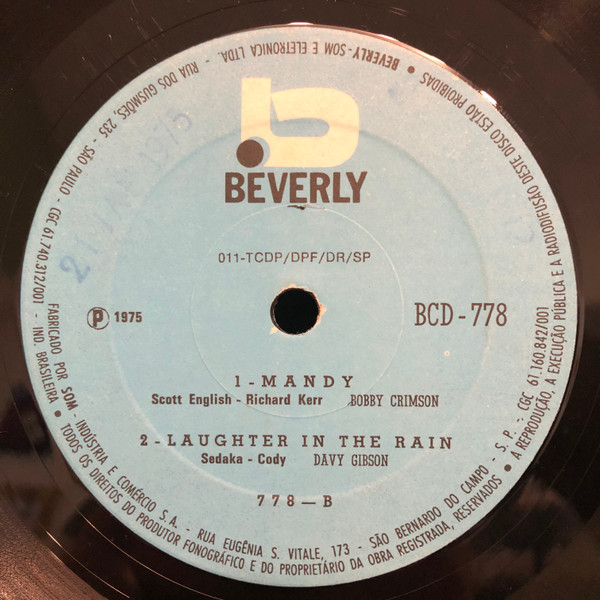 BEVERLY
011-TCDP/DPF/DR/SP
P 1975
BCD - 778
1 - MANDY
Scott English - Richard Kerr BOBBY CRIMSON
2 - LAUGHTER IN THE RAIN
Sedaka - Cody DAVY GIBSON
778 — B
FABRICADO POR SOM - INDÚSTRIA E COMÉRCIO S.A. - RUA EUGÊNIA S. VITALE, 173 - SÃO BERNARDO DO CAMPO - S.P. - CGC 61.160.842/001
IND. BRASILEIRA • TODOS OS DIREITOS DO PRODUTOR FONOGRÁFICO E DO PROPRIETÁRIO DA OBRA GRAVADA, RESERVADOS • A REPRODUÇÃO, A EXECUÇÃO PÚBLICA E A RADIODIFUSÃO DESTE DISCO ESTÃO PROIBIDAS •
BEVERLY - SOM E ELETRONICA LTDA. - RUA DOS GUSMÕES, 235 - SÃO PAULO - CGC 61.740.312/001